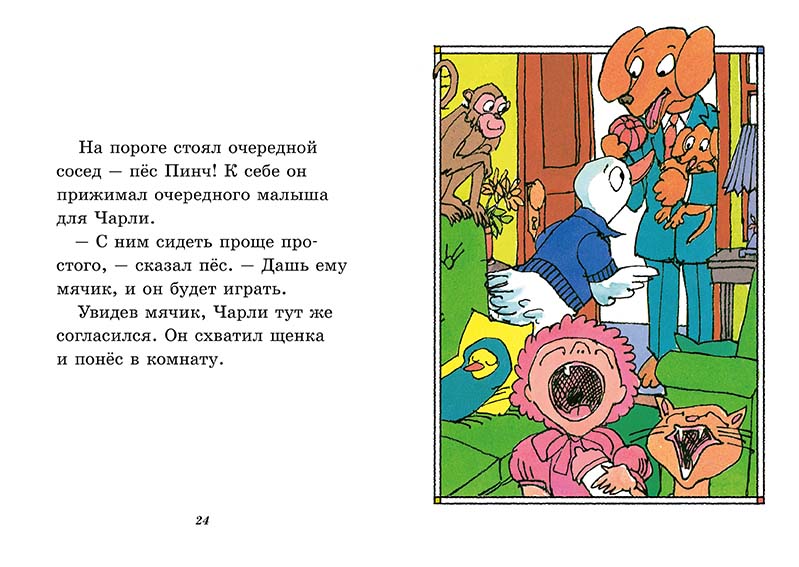 На пороге стоял очередной
сосед — пёс Пинч! К себе он
прижимал очередного малыша
для Чарли.
— С ним сидеть проще про-
стого, — сказал пёс. — Дашь ему
мячик, и он будет играть.
Увидев мячик, Чарли тут же
согласился. Он схватил щенка
и понёс в комнату.
24